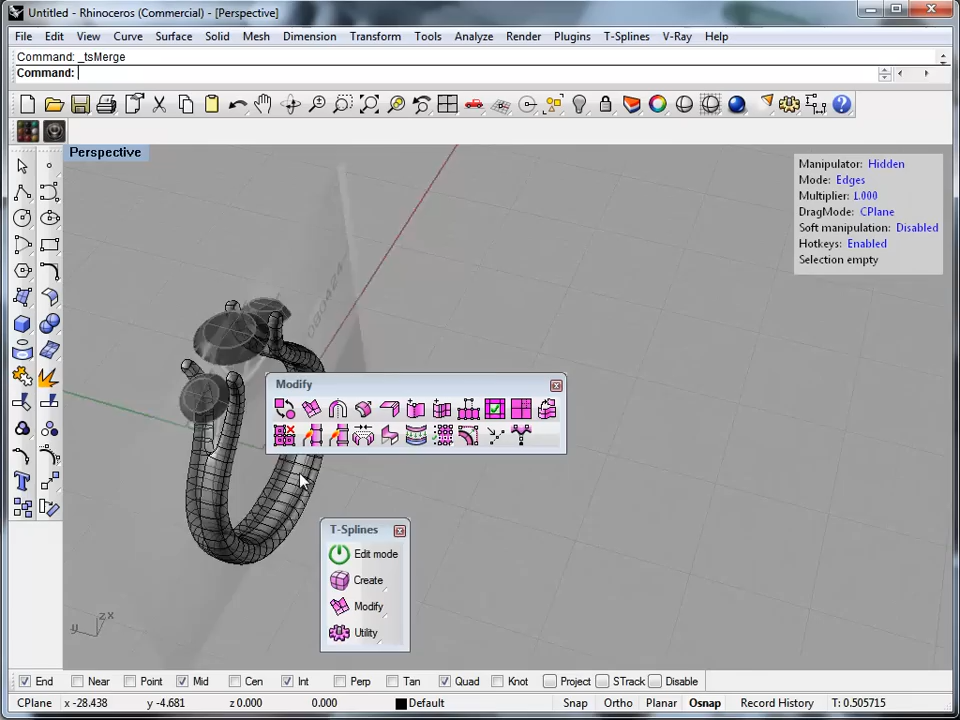 Untitled - Rhinoceros (Commercial) - [Perspective]
File Edit View Curve Surface Solid Mesh Dimension Transform Tools Analyze Render Plugins T-Splines V-Ray Help
Command: _tsMerge
Command:
Perspective
Manipulator: Hidden
Mode: Edges
Multiplier: 1.000
DragMode: CPlane
Soft manipulation: Disabled
Hotkeys: Enabled
Selection empty
Modify
T-Splines
Edit mode
Create
Modify
Utility
z x
y
End Near Point Mid Cen Int Perp Tan Quad Knot Project STrack Disable
CPlane x -28.438 y -4.681 z 0.000 0.000 Default Snap Ortho Planar Osnap Record History T: 0.505715